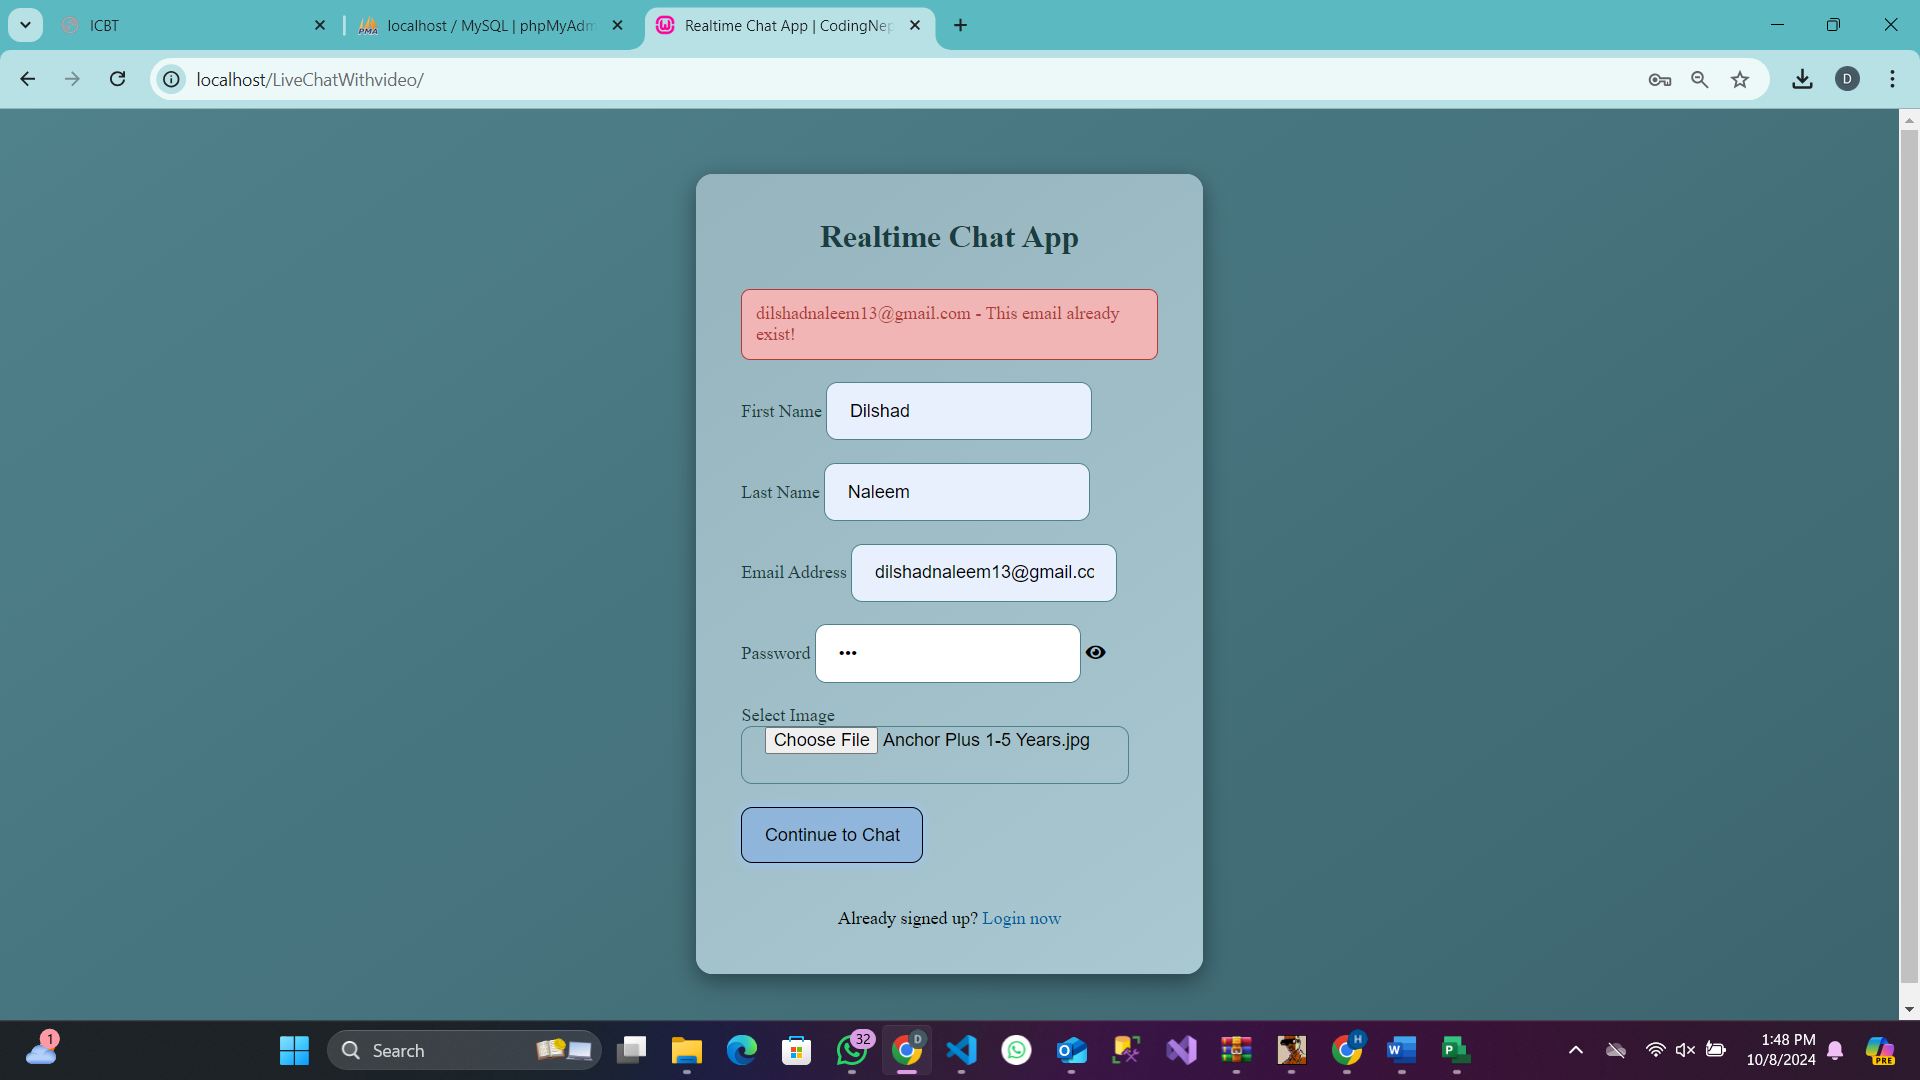 ICBT
localhost / MySQL | phpMyAdm
Realtime Chat App | CodingNep
localhost/LiveChatWithvideo/
D
Realtime Chat App
dilshadnaleem13@gmail.com - This email already
exist!
First Name
Dilshad
Last Name
Naleem
Email Address
dilshadnaleem13@gmail.cc
Password
•••
Select Image
Choose File Anchor Plus 1-5 Years.jpg
Continue to Chat
Already signed up? Login now
1
Search
32
D
H
1:48 PM
10/8/2024
PRE